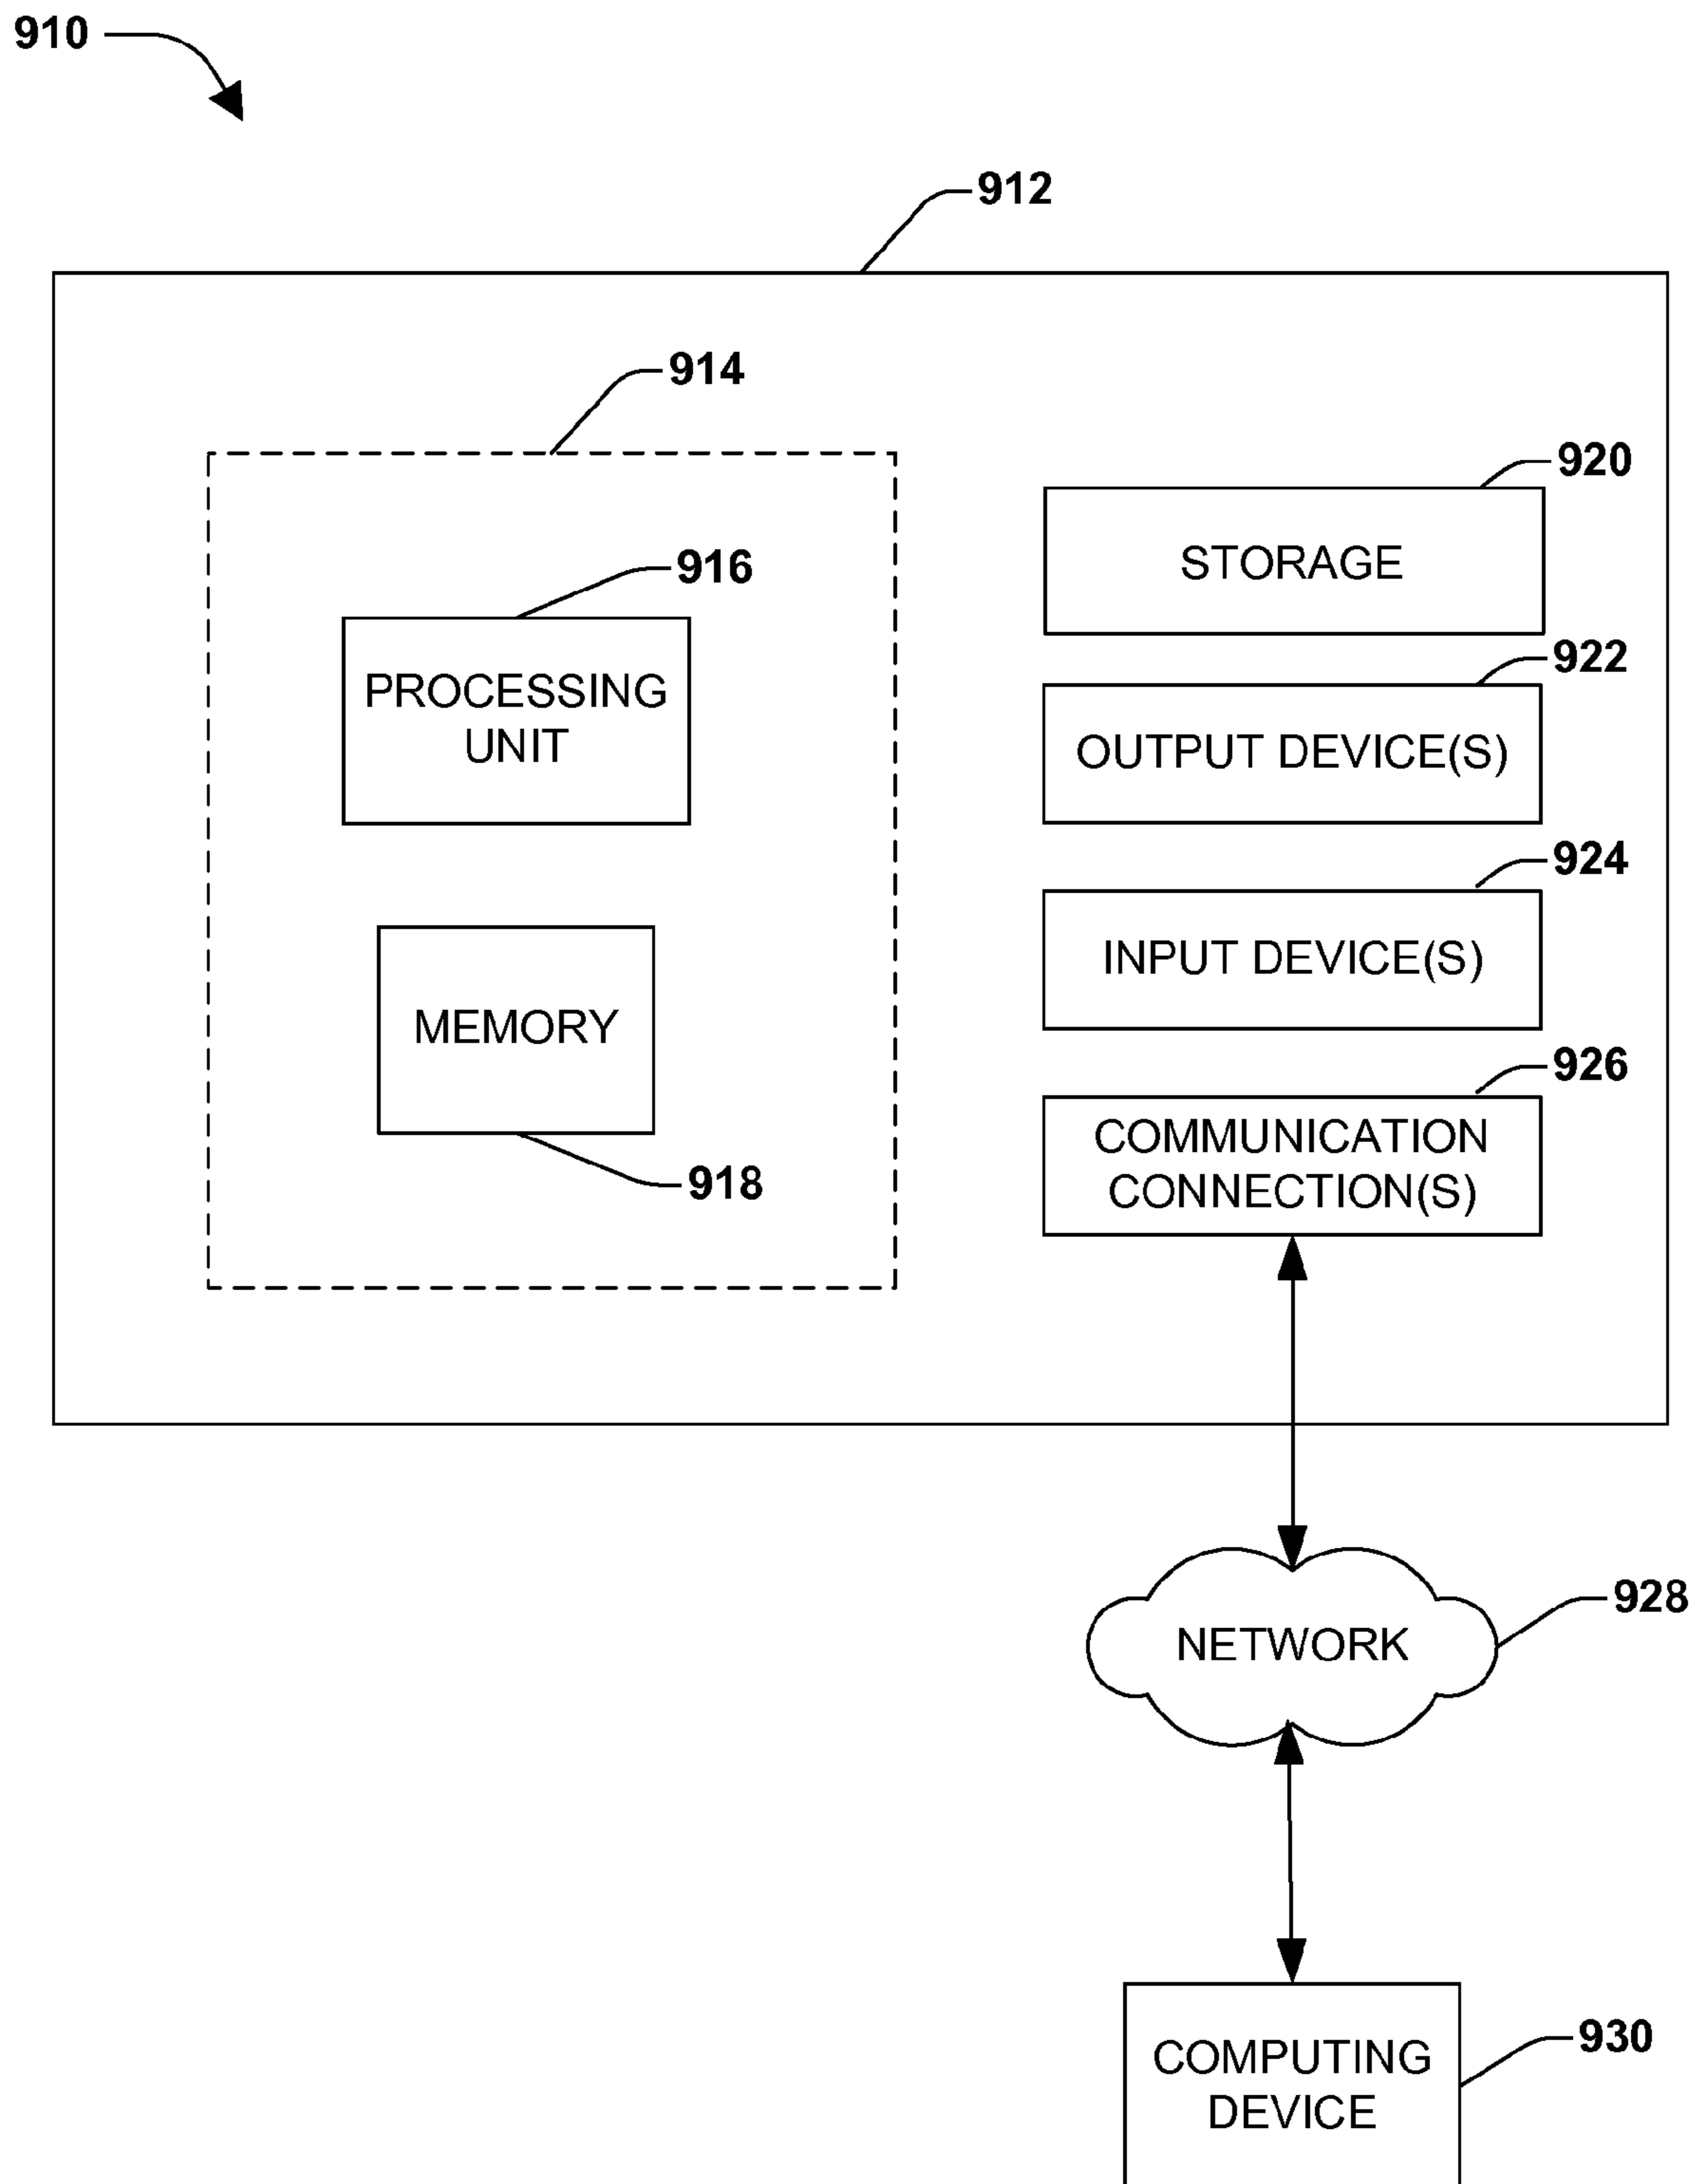 910
912
914
920
916
STORAGE
922
PROCESSING
UNIT
OUTPUT DEVICE(S)
924
INPUT DEVICE(S)
MEMORY
926
COMMUNICATION
CONNECTION(S)
918
928
NETWORK
930
COMPUTING
DEVICE